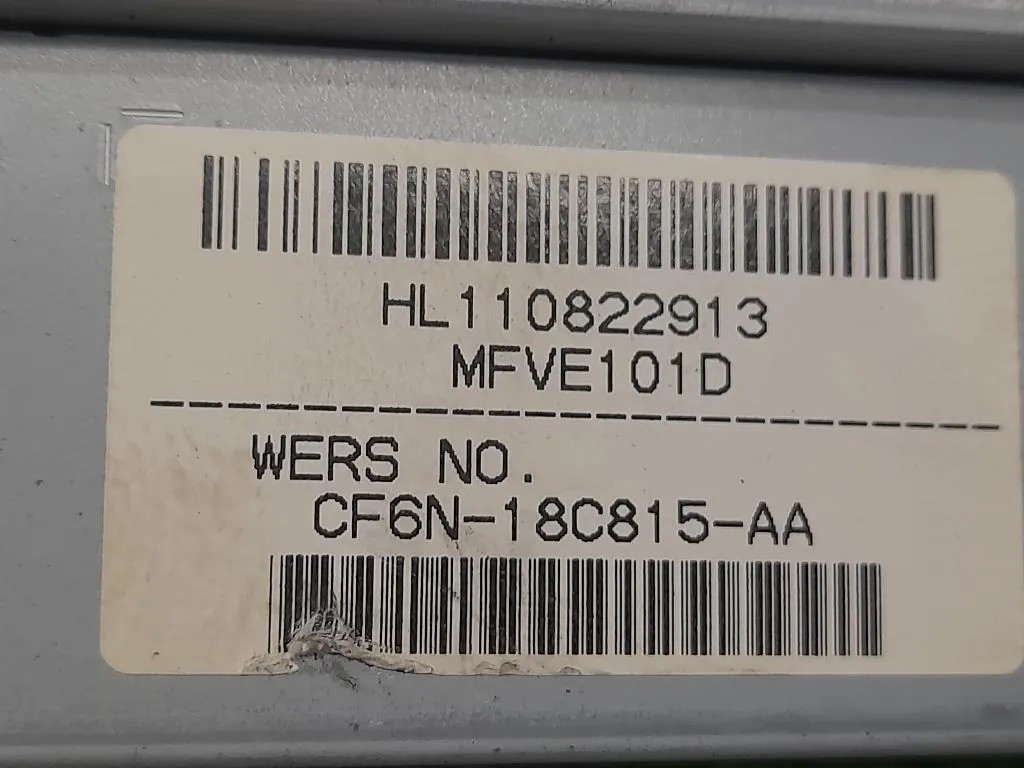 HL110822913
MFVE101D
WERS NO.
CF6N-18C815-AA